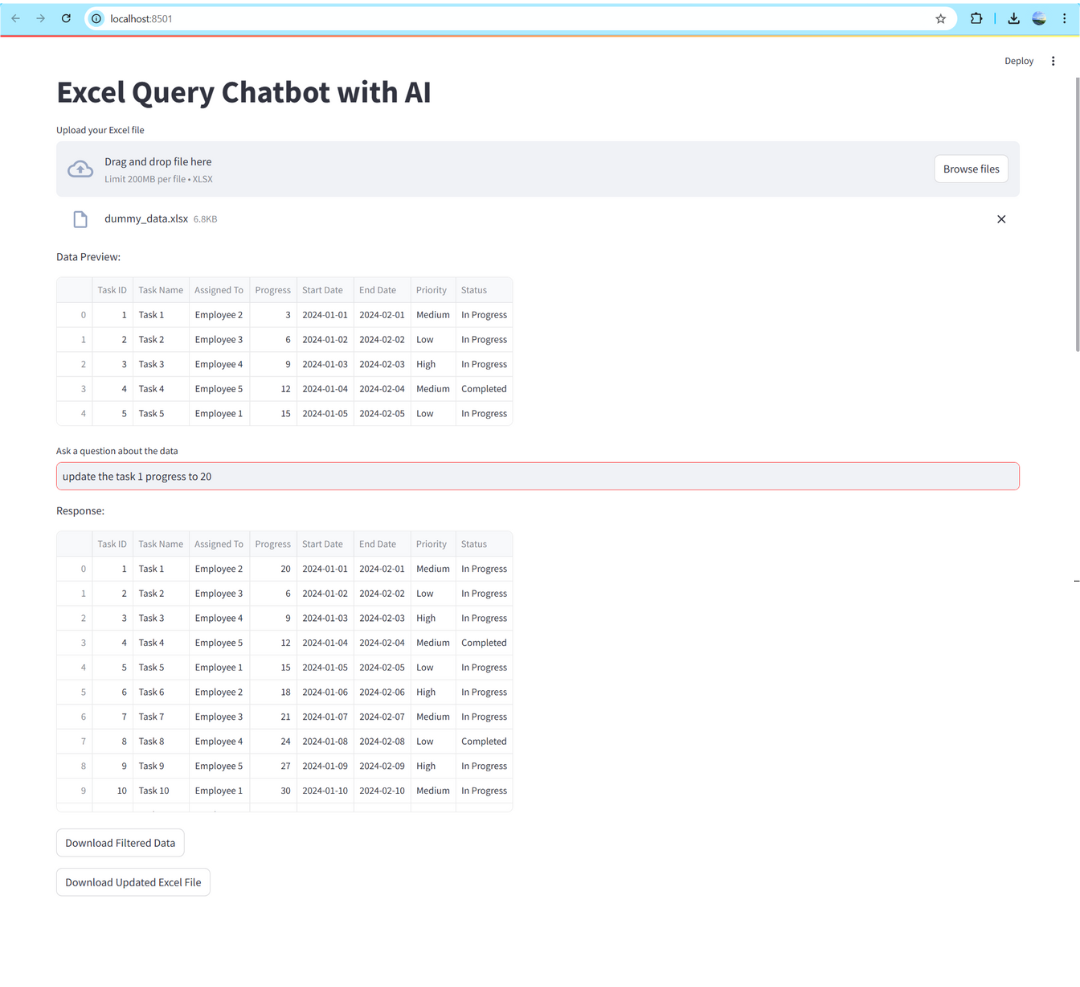 localhost:8501
Deploy
Excel Query Chatbot with AI
Upload your Excel file
Drag and drop file here
Limit 200MB per file • XLSX
Browse files
dummy_data.xlsx 6.8KB
Data Preview:
Task ID Task Name Assigned To Progress Start Date End Date Priority Status
0 1 Task 1 Employee 2 3 2024-01-01 2024-02-01 Medium In Progress
1 2 Task 2 Employee 3 6 2024-01-02 2024-02-02 Low In Progress
2 3 Task 3 Employee 4 9 2024-01-03 2024-02-03 High In Progress
3 4 Task 4 Employee 5 12 2024-01-04 2024-02-04 Medium Completed
4 5 Task 5 Employee 1 15 2024-01-05 2024-02-05 Low In Progress
Ask a question about the data
update the task 1 progress to 20
Response:
Task ID Task Name Assigned To Progress Start Date End Date Priority Status
0 1 Task 1 Employee 2 20 2024-01-01 2024-02-01 Medium In Progress
1 2 Task 2 Employee 3 6 2024-01-02 2024-02-02 Low In Progress
2 3 Task 3 Employee 4 9 2024-01-03 2024-02-03 High In Progress
3 4 Task 4 Employee 5 12 2024-01-04 2024-02-04 Medium Completed
4 5 Task 5 Employee 1 15 2024-01-05 2024-02-05 Low In Progress
5 6 Task 6 Employee 2 18 2024-01-06 2024-02-06 High In Progress
6 7 Task 7 Employee 3 21 2024-01-07 2024-02-07 Medium In Progress
7 8 Task 8 Employee 4 24 2024-01-08 2024-02-08 Low Completed
8 9 Task 9 Employee 5 27 2024-01-09 2024-02-09 High In Progress
9 10 Task 10 Employee 1 30 2024-01-10 2024-02-10 Medium In Progress
Download Filtered Data
Download Updated Excel File